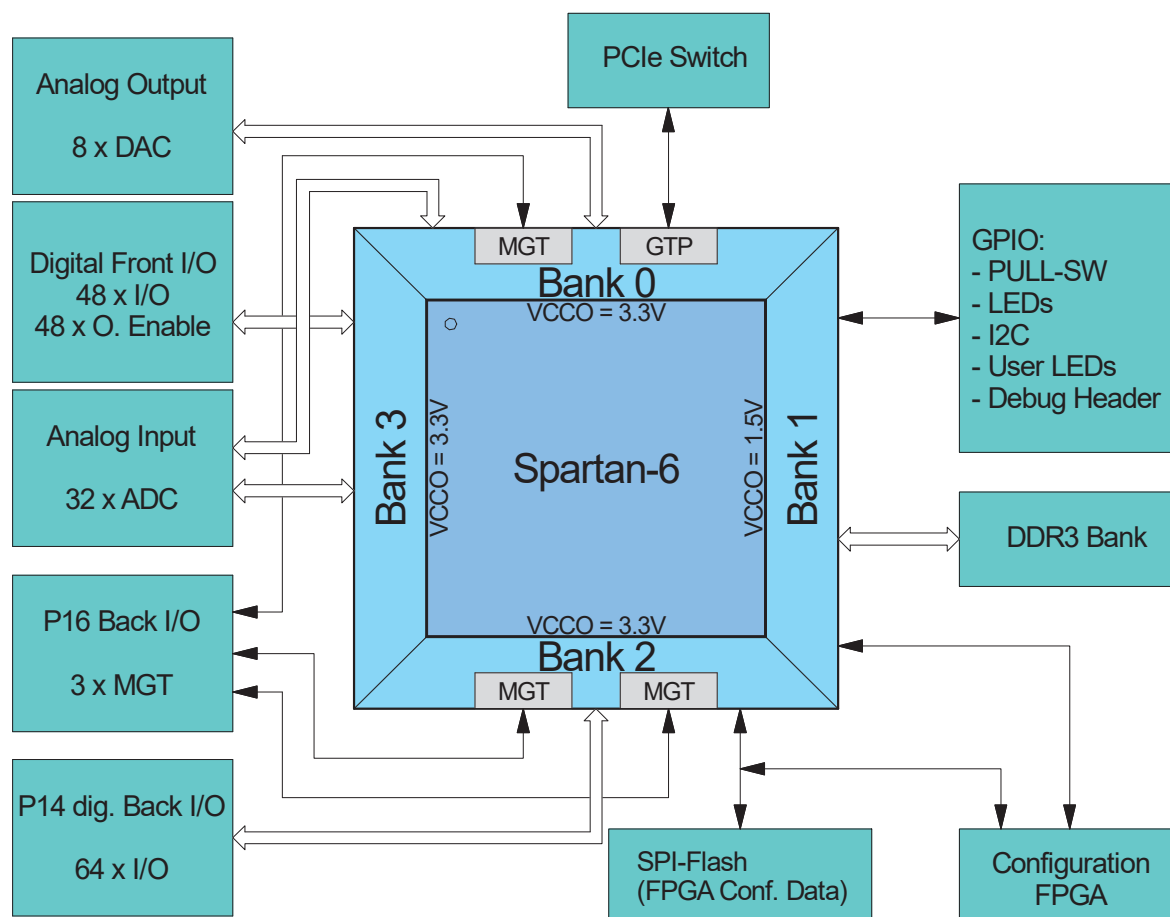 Analog Output
8 x DAC
Digital Front I/O
48 x I/O
48 x O. Enable
Analog Input
32 x ADC
P16 Back I/O
3 x MGT
P14 dig. Back I/O
64 x I/O
PCIe Switch
MGT
GTP
Bank 0
VCCO = 3.3V
Bank 3
VCCO = 3.3V
Spartan-6
VCCO = 1.5V
Bank 1
VCCO = 3.3V
Bank 2
MGT
MGT
GPIO:
- PULL-SW
- LEDs
- I2C
- User LEDs
- Debug Header
DDR3 Bank
SPI-Flash
(FPGA Conf. Data)
Configuration
FPGA